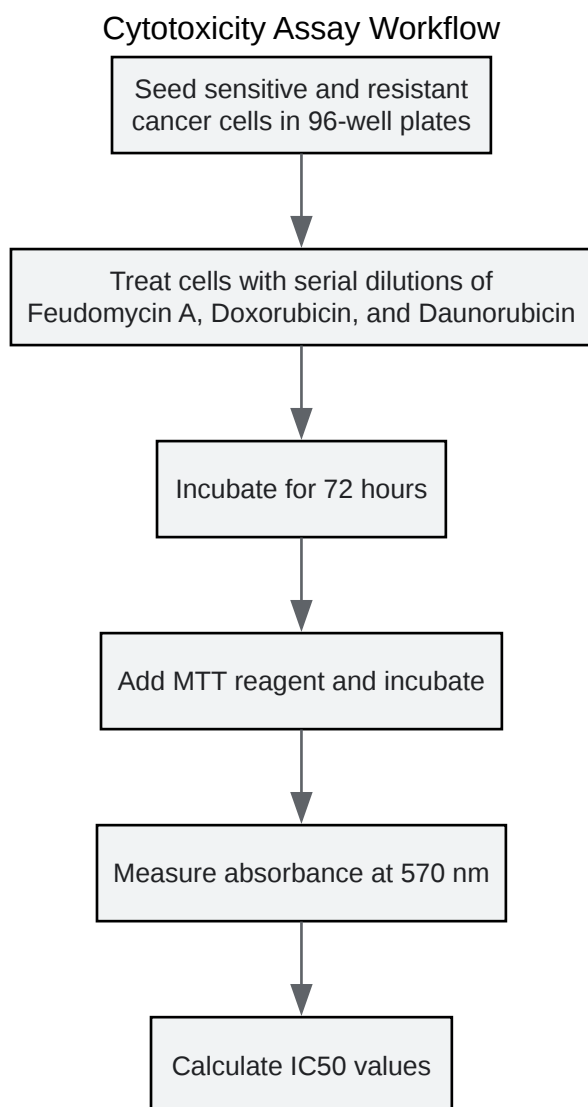 Cytotoxicity Assay Workflow
Seed sensitive and resistant
cancer cells in 96-well plates
Treat cells with serial dilutions of
Feudomycin A, Doxorubicin, and Daunorubicin
Incubate for 72 hours
Add MTT reagent and incubate
Measure absorbance at 570 nm
Calculate IC50 values